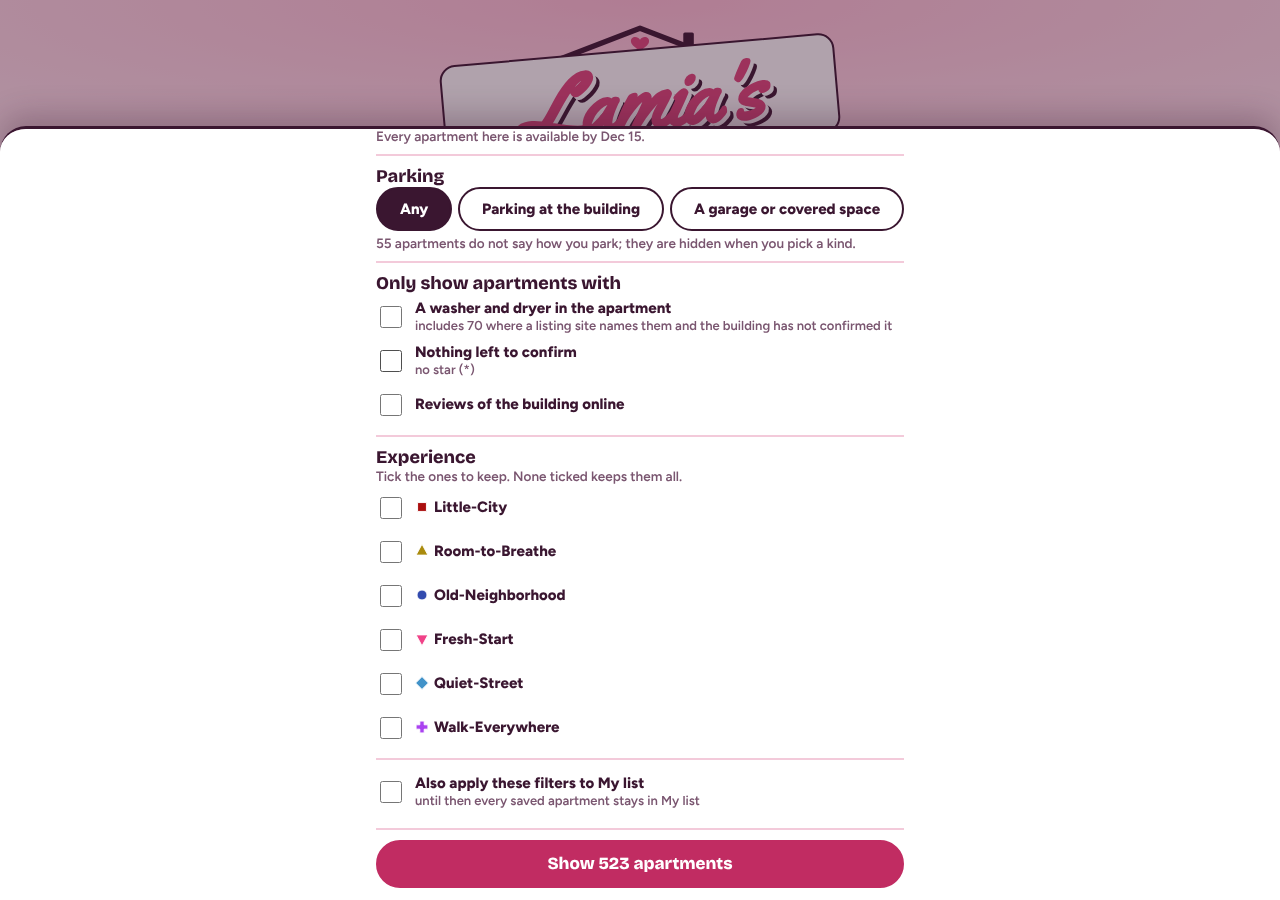 Lamia's
Every apartment here is available by Dec 15.
Parking
Any
Parking at the building
A garage or covered space
55 apartments do not say how you park; they are hidden when you pick a kind.
Only show apartments with
A washer and dryer in the apartment
includes 70 where a listing site names them and the building has not confirmed it
Nothing left to confirm
no star (*)
Reviews of the building online
Experience
Tick the ones to keep. None ticked keeps them all.
Little-City
Room-to-Breathe
Old-Neighborhood
Fresh-Start
Quiet-Street
Walk-Everywhere
Also apply these filters to My list
until then every saved apartment stays in My list
Show 523 apartments